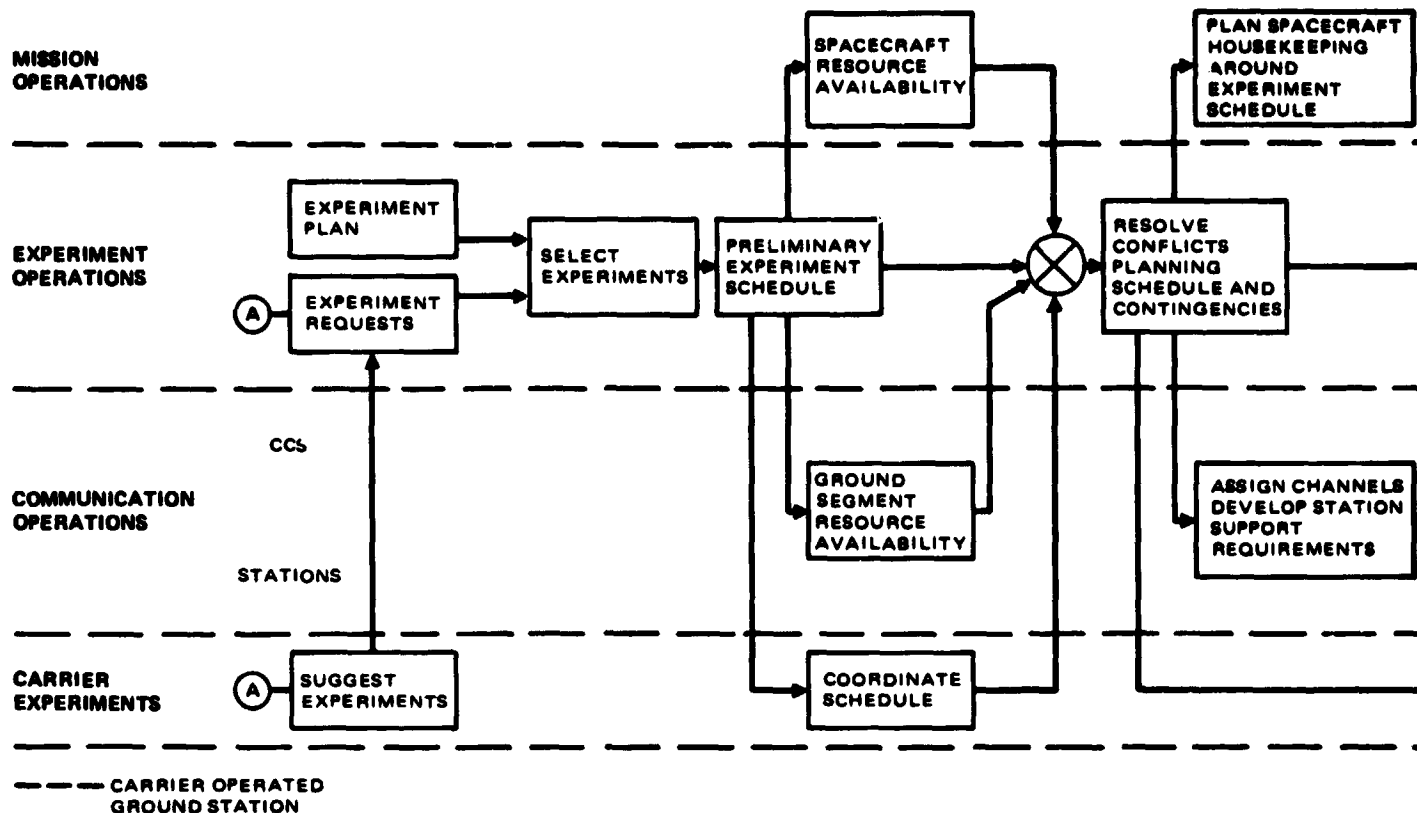 MISSION
OPERATIONS
SPACECRAFT
RESOURCE
AVAILABILITY
PLAN SPACECRAFT
HOUSEKEEPING
AROUND
EXPERIMENT
SCHEDULE
EXPERIMENT
OPERATIONS
EXPERIMENT
PLAN
A
EXPERIMENT
REQUESTS
SELECT
EXPERIMENTS
PRELIMINARY
EXPERIMENT
SCHEDULE
RESOLVE
CONFLICTS
PLANNING
SCHEDULE AND
CONTINGENCIES
CCS
COMMUNICATION
OPERATIONS
STATIONS
GROUND
SEGMENT
RESOURCE
AVAILABILITY
ASSIGN CHANNELS
DEVELOP STATION
SUPPORT
REQUIREMENTS
CARRIER
EXPERIMENTS
A
SUGGEST
EXPERIMENTS
COORDINATE
SCHEDULE
CARRIER OPERATED
GROUND STATION